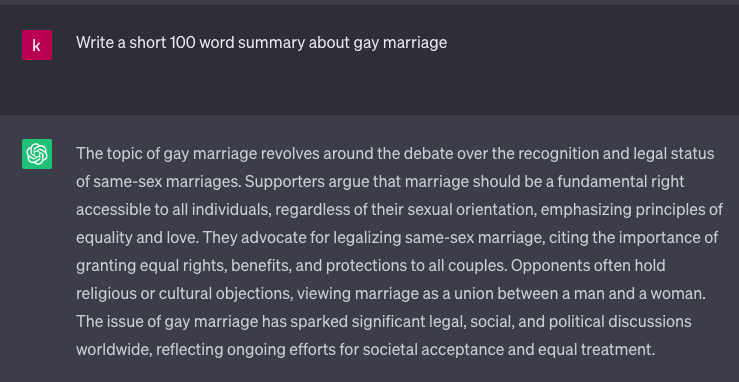 k
Write a short 100 word summary about gay marriage
The topic of gay marriage revolves around the debate over the recognition and legal status
of same-sex marriages. Supporters argue that marriage should be a fundamental right
accessible to all individuals, regardless of their sexual orientation, emphasizing principles of
equality and love. They advocate for legalizing same-sex marriage, citing the importance of
granting equal rights, benefits, and protections to all couples. Opponents often hold
religious or cultural objections, viewing marriage as a union between a man and a woman.
The issue of gay marriage has sparked significant legal, social, and political discussions
worldwide, reflecting ongoing efforts for societal acceptance and equal treatment.